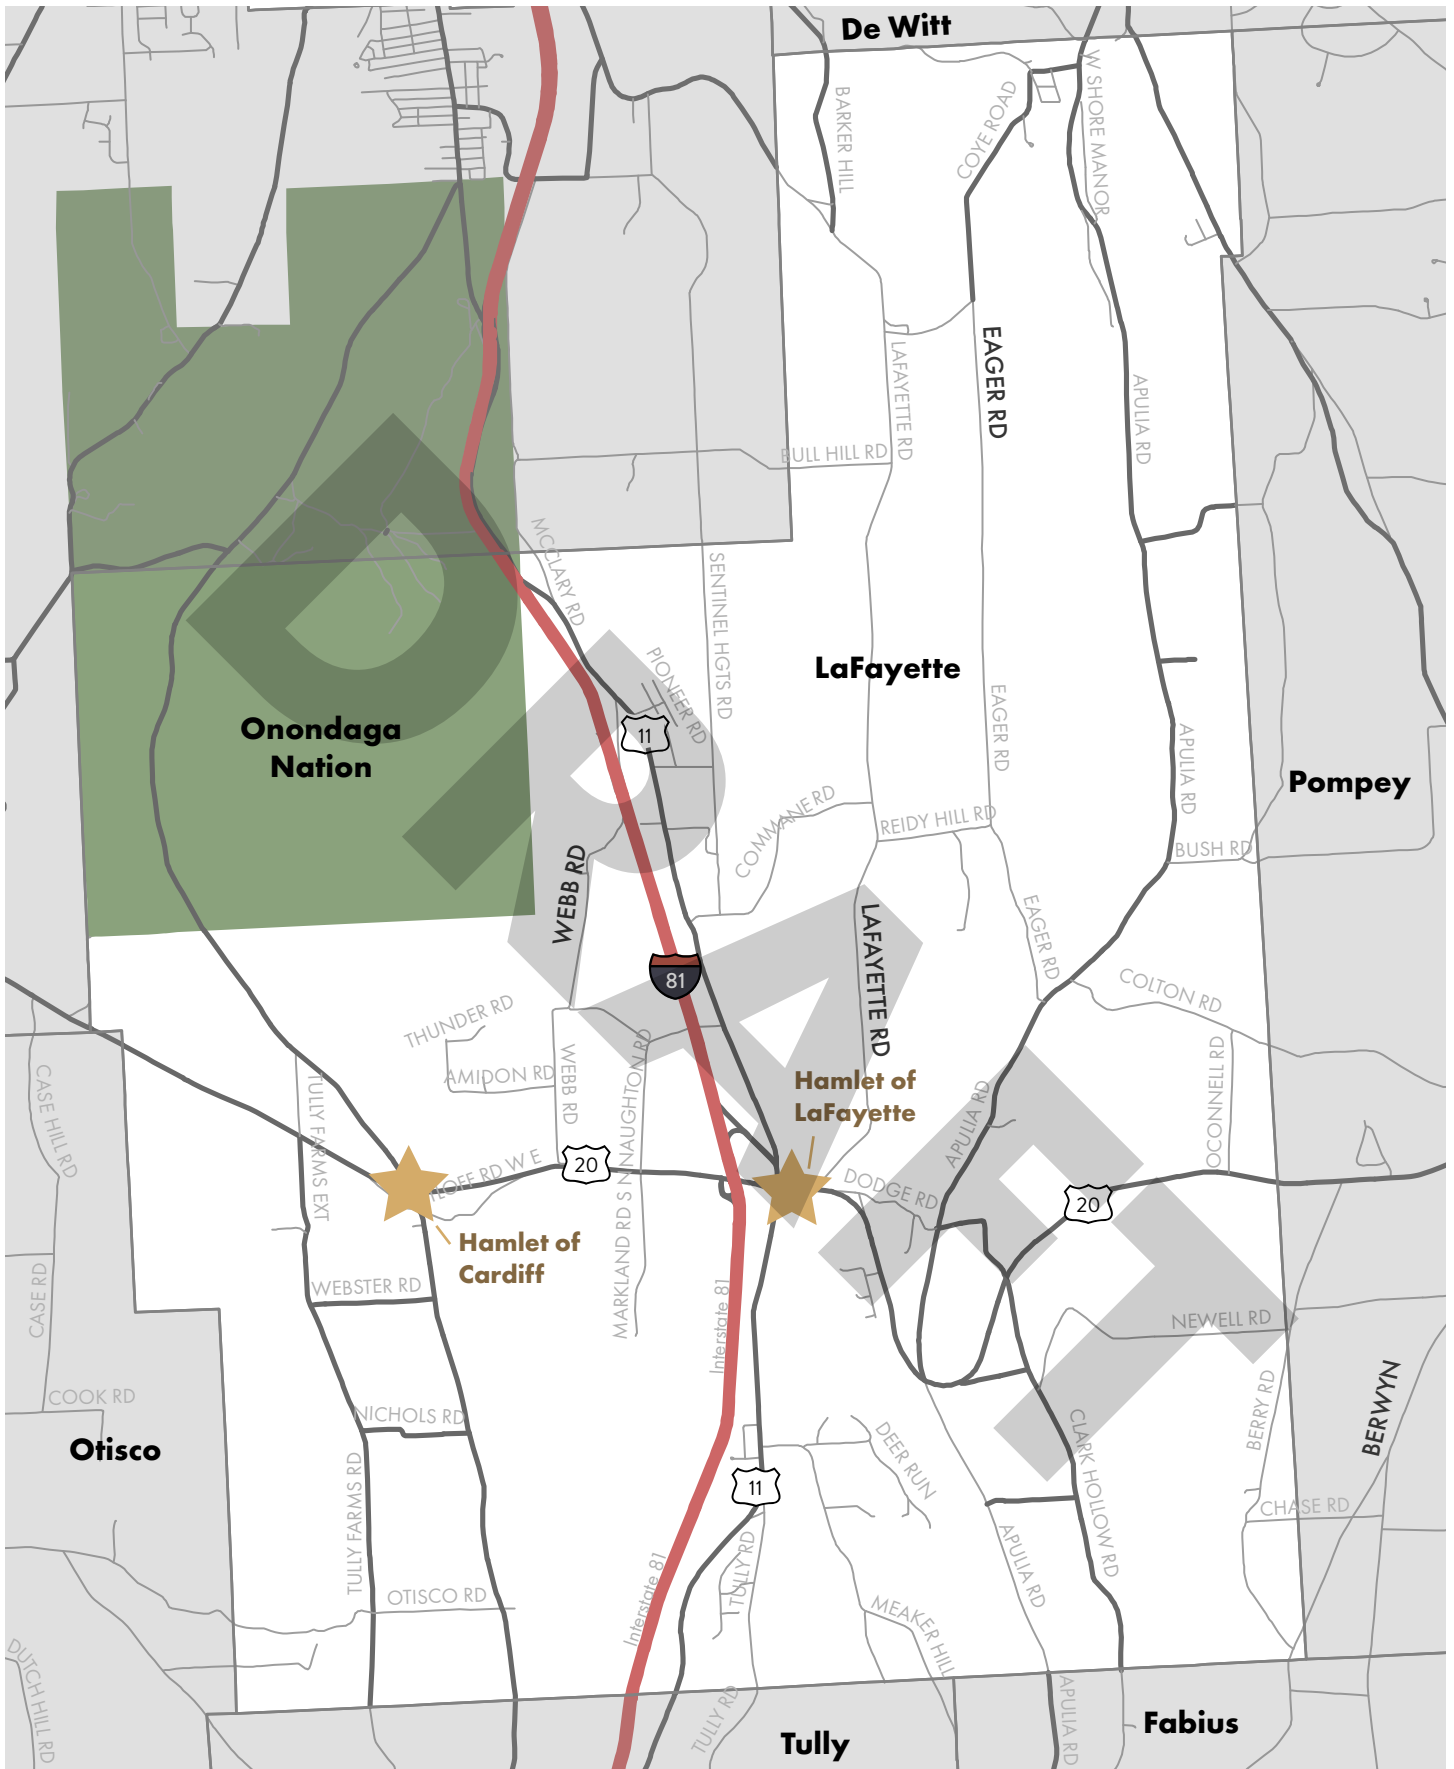 De Witt
BARKER HILL
COYE ROAD
W SHORE MANOR
EAGER RD
LAFAYETTE RD
APULIA RD
BULL HILL RD
MCCLARY RD
SENTINEL HGTS RD
PIONEER RD
LaFayette
EAGER RD
Onondaga
Nation
11
APULIA RD
Pompey
COMMANE RD
REIDY HILL RD
BUSH RD
WEBB RD
LAFAYETTE RD
EAGER RD
81
COLTON RD
THUNDER RD
AMIDON RD
WEBB RD
MARKLAND RD S N NAUGHTON RD
OCONNELL RD
CASE HILL RD
TULLY FARMS EXT
Hamlet of
LaFayette
APULIA RD
20
DODGE RD
20
Hamlet of
Cardiff
CASE RD
WEBSTER RD
Interstate 81
NEWELL RD
COOK RD
NICHOLS RD
BERRY RD
BERWYN
Otisco
DEER RUN
CLARK HOLLOW RD
TULLY FARMS RD
11
CHASE RD
TULLY RD
APULIA RD
Interstate 81
OTISCO RD
MEAKER HILL
DUTCH HILL RD
TULLY RD
APULIA RD
Fabius
Tully
DRAFT